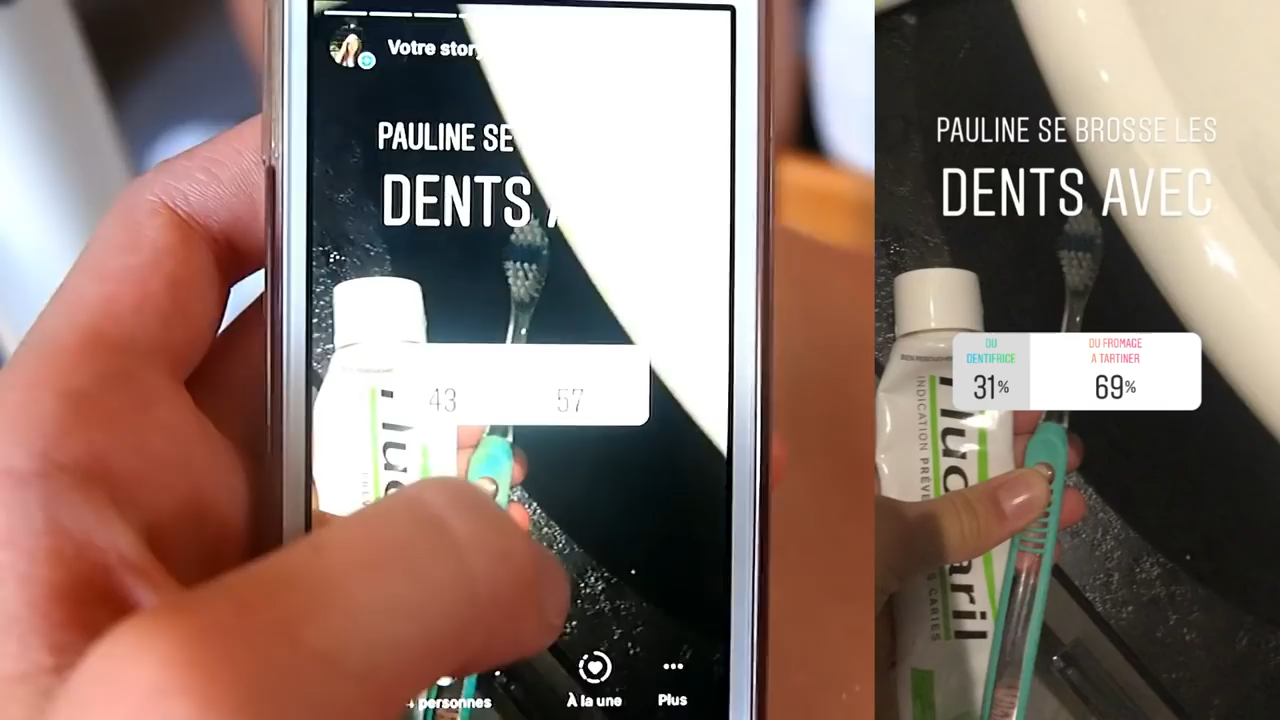 Votre story
PAULINE SE
DENTS
43
57
personnes
À la une
Plus
PAULINE SE BROSSE LES
DENTS AVEC
DU
DENTIFRICE
31%
DU FROMAGE
A TARTINER
69%
INDICATION PRÉVE
CARIES